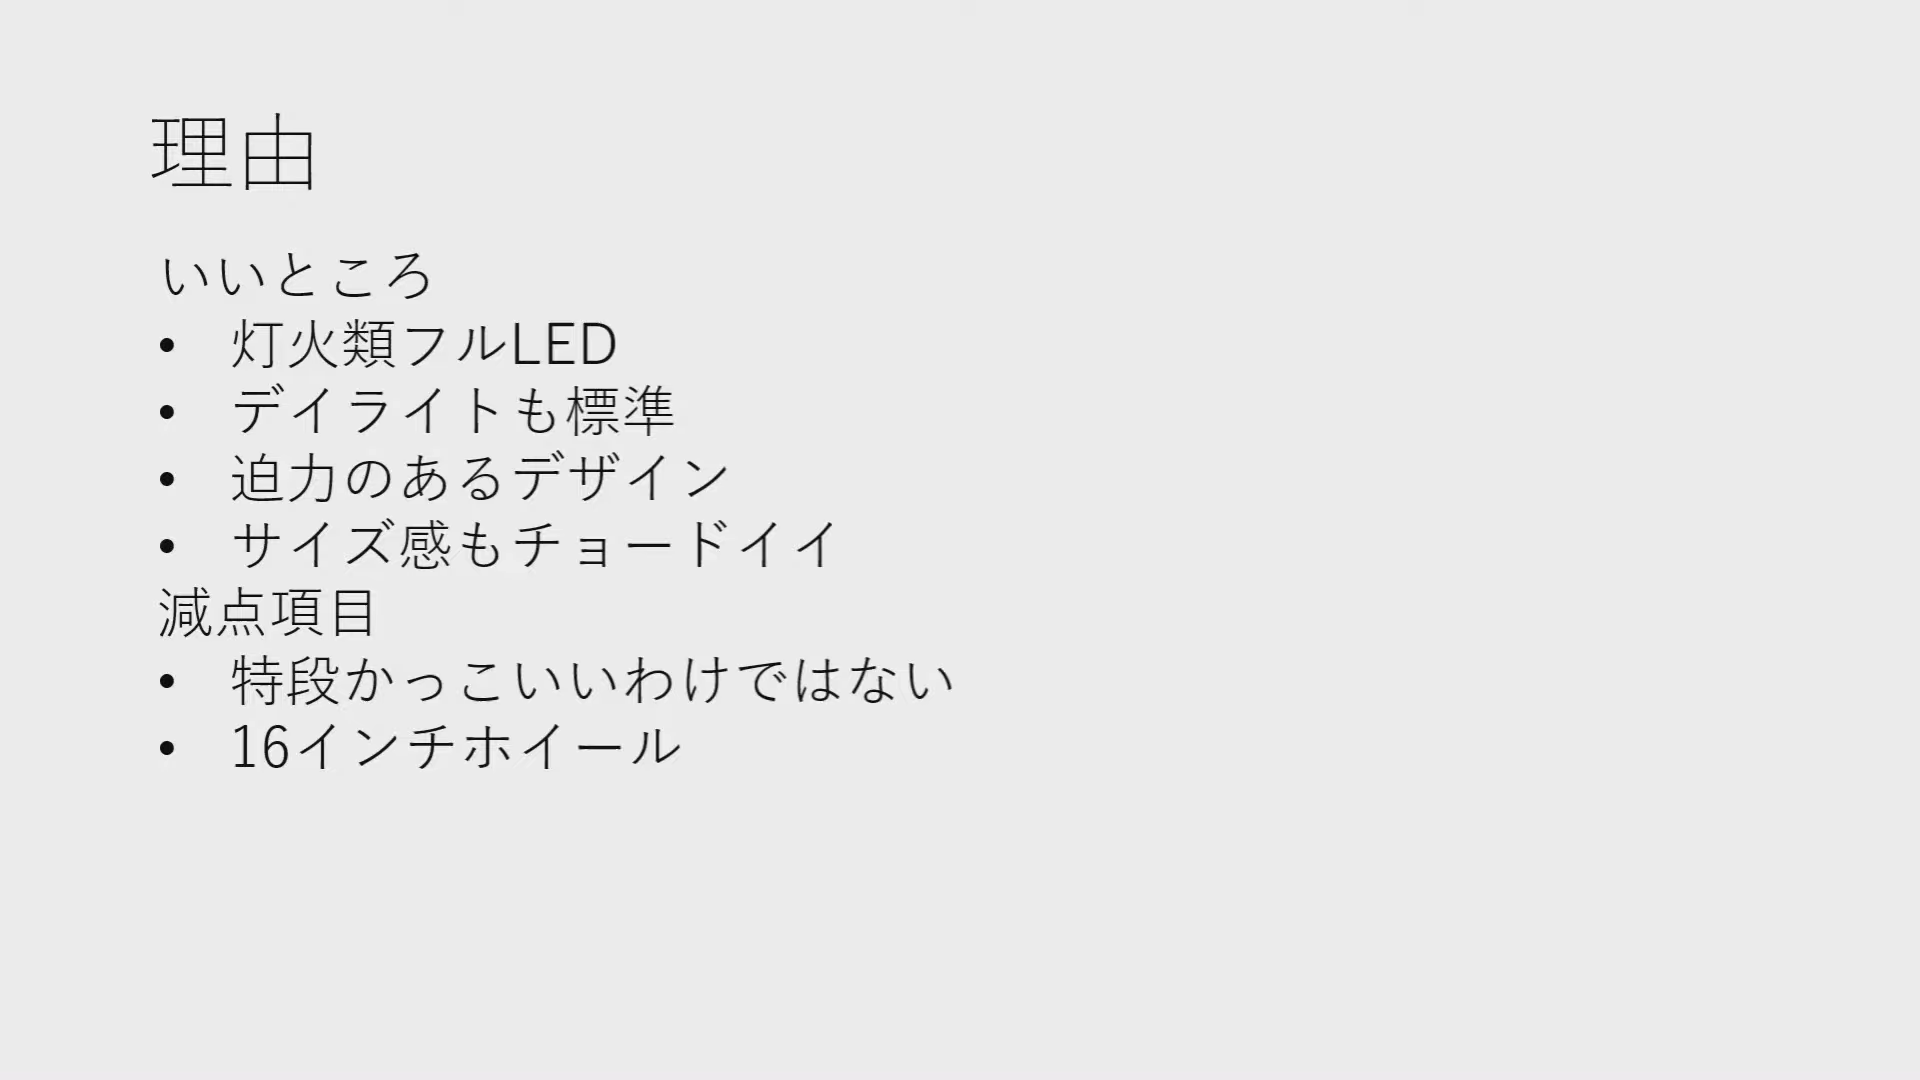 理由
いいところ
• 灯火類フルLED
• デイライトも標準
• 迫力のあるデザイン
• サイズ感もチョードイイ
減点項目
• 特段かっこいいわけではない
• 16インチホイール